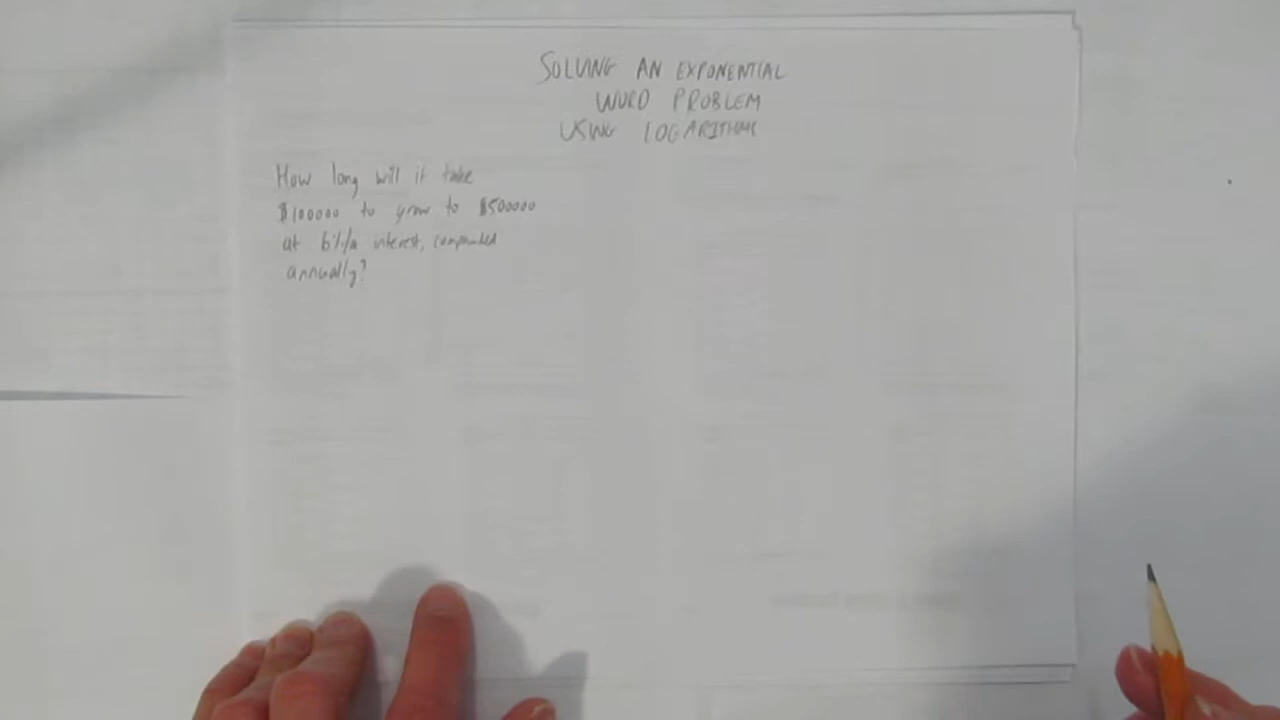 SOLVING AN EXPONENTIAL
WORD PROBLEM
USING LOGARITHMS
How long will it take
$100000 to grow to $500000
at 6%/a interest, compounded
annually?